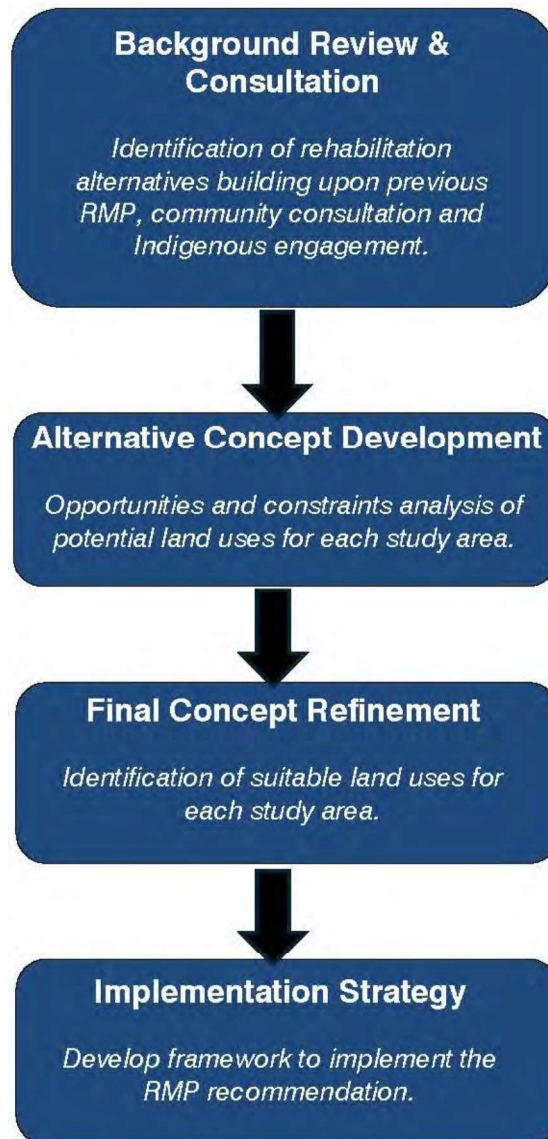 Background Review &
Consultation
Identification of rehabilitation
alternatives building upon previous
RMP, community consultation and
Indigenous engagement.
Alternative Concept Development
Opportunities and constraints analysis of
potential land uses for each study area.
Final Concept Refinement
Identification of suitable land uses for
each study area.
Implementation Strategy
Develop framework to implement the
RMP recommendation.